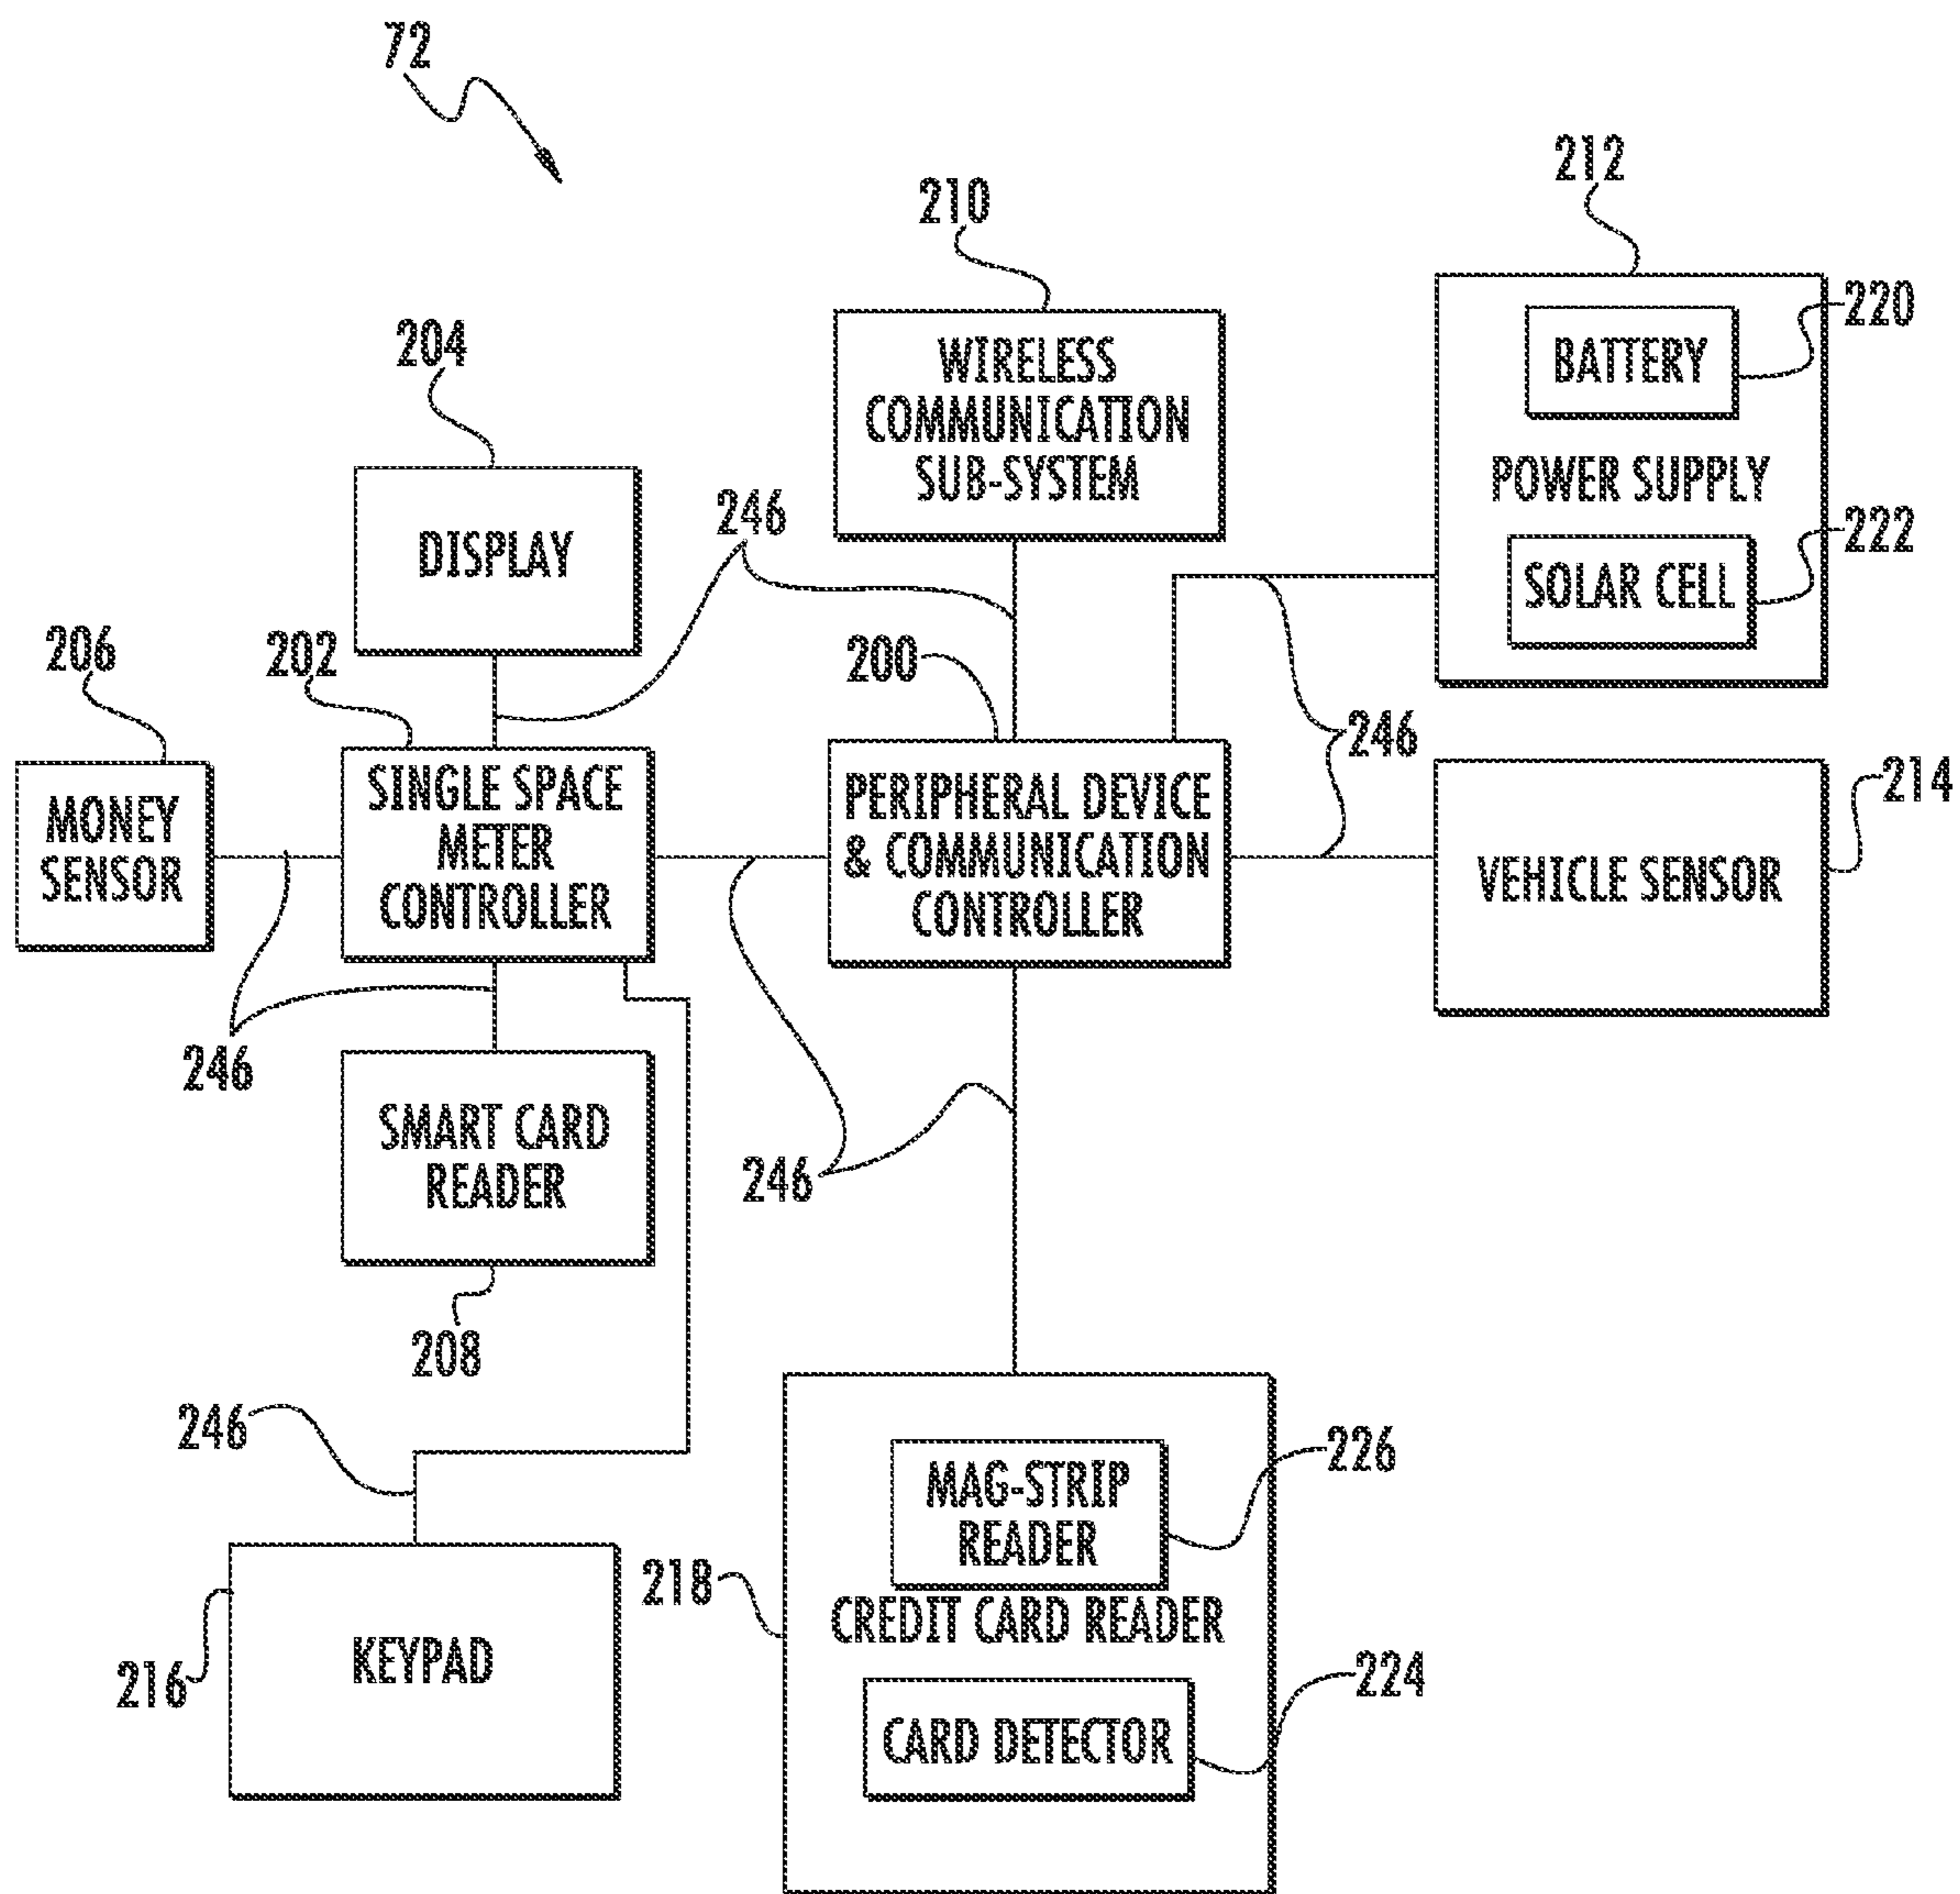 72
210
212
220
204
WIRELESS
COMMUNICATION
SUB-SYSTEM
BATTERY
POWER SUPPLY
246
222
DISPLAY
SOLAR CELL
206
202
200
246
214
MONEY
SENSOR
SINGLE SPACE
METER
CONTROLLER
PERIPHERAL DEVICE
& COMMUNICATION
CONTROLLER
VEHICLE SENSOR
246
SMART CARD
READER
246
208
246
226
MAG-STRIP
READER
218
CREDIT CARD READER
216
KEYPAD
224
CARD DETECTOR